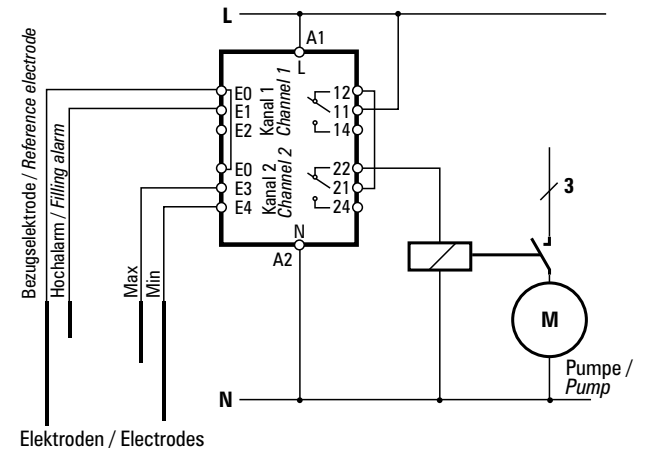 L
A1
L
Bezugselektrode / Reference electrode
Hochalarm / Filling alarm
E0
E1
E2
Kanal 1
Channel 1
12
11
14
E0
E3
E4
Kanal 2
Channel 2
22
21
24
3
N
A2
Max
Min
M
Pumpe /
Pump
N
Elektroden / Electrodes